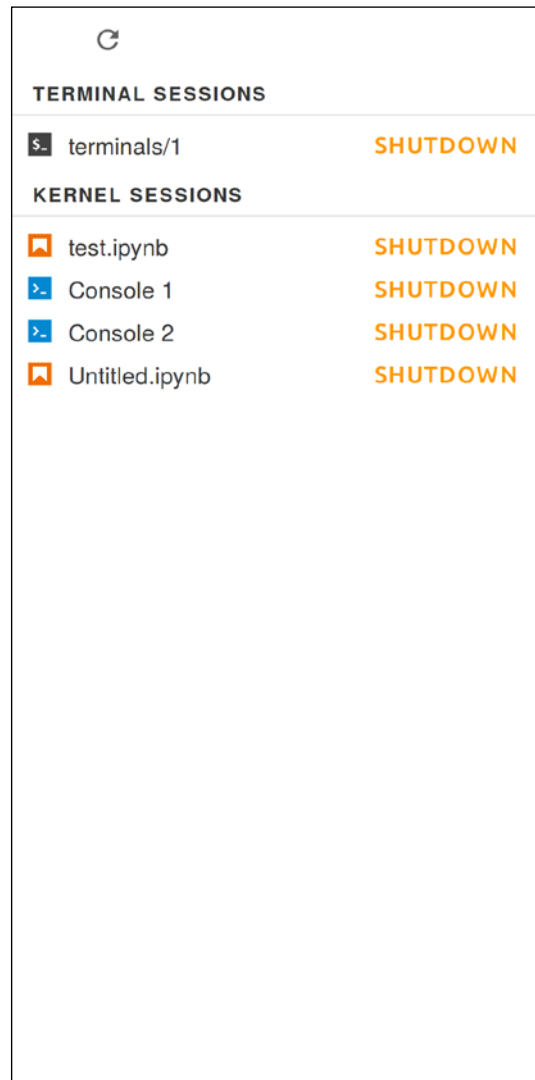 TERMINAL SESSIONS
$_ terminals/1 SHUTDOWN
KERNEL SESSIONS
test.ipynb SHUTDOWN
>_ Console 1 SHUTDOWN
>_ Console 2 SHUTDOWN
Untitled.ipynb SHUTDOWN